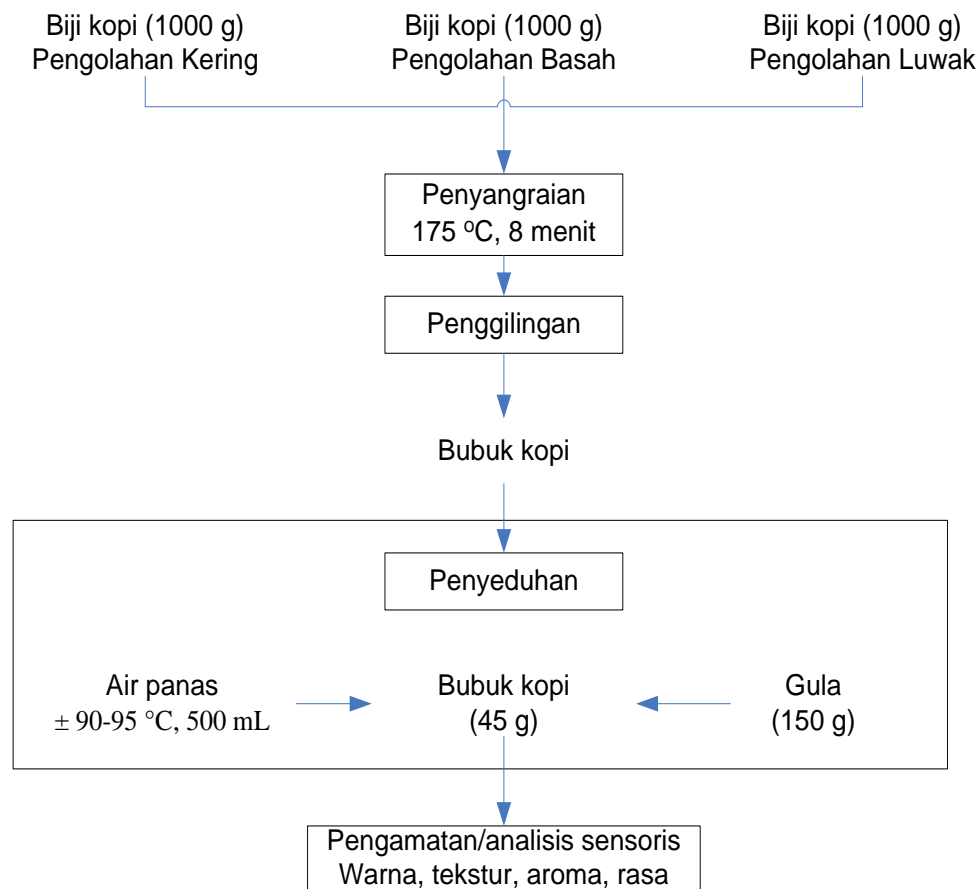 Biji kopi (1000 g)
Pengolahan Kering
Biji kopi (1000 g)
Pengolahan Basah
Biji kopi (1000 g)
Pengolahan Luwak
Penyangraian
175 ºC, 8 menit
Penggilingan
Bubuk kopi
Penyeduhan
Air panas
± 90-95 °C, 500 mL
Bubuk kopi
(45 g)
Gula
(150 g)
Pengamatan/analisis sensoris
Warna, tekstur, aroma, rasa